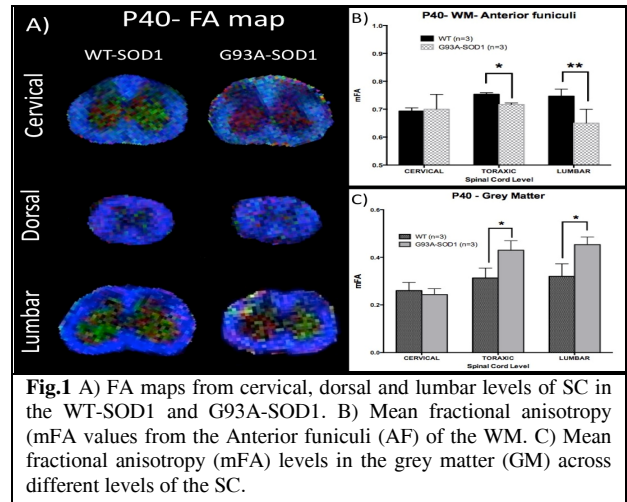 A)
P40- FA map
WT-SOD1
G93A-SOD1
Cervical
Dorsal
Lumbar
B)
P40- WM- Anterior funiculi
WT (n=3)
G93A-SOD1 (n=3)
*
**
1.0
0.9
0.8
0.7
0.6
0.5
mFA
CERVICAL
TORAXIC
LUMBAR
Spinal Cord Level
C)
P40 - Grey Matter
WT (n=3)
G93A-SOD1 (n=3)
*
*
0.6
0.4
0.2
0.0
mFA
CERVICAL
TORAXIC
LUMBAR
Spinal Cord Level
Fig.1 A) FA maps from cervical, dorsal and lumbar levels of SC in
the WT-SOD1 and G93A-SOD1. B) Mean fractional anisotropy
(mFA values from the Anterior funiculi (AF) of the WM. C) Mean
fractional anisotropy (mFA) levels in the grey matter (GM) across
different levels of the SC.